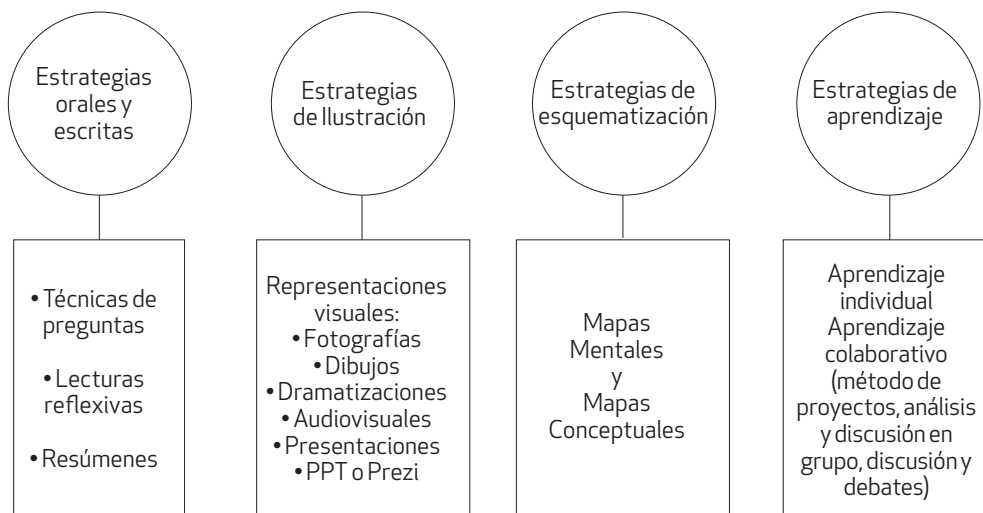 Estrategias
orales y
escritas
Estrategias
de Ilustración
Estrategias de
esquematización
Estrategias de
aprendizaje
• Técnicas de
preguntas
• Lecturas
reflexivas
• Resúmenes
Representaciones
visuales:
• Fotografías
• Dibujos
• Dramatizaciones
• Audiovisuales
• Presentaciones
• PPT o Prezi
Mapas
Mentales
y
Mapas
Conceptuales
Aprendizaje
individual
Aprendizaje
colaborativo
(método de
proyectos, análisis
y discusión en
grupo, discusión y
debates)